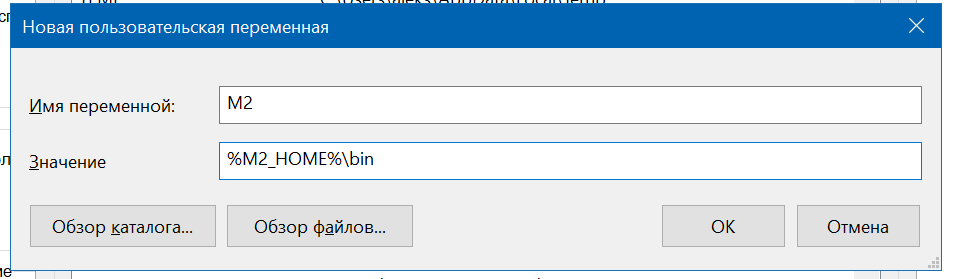 Новая пользовательская переменная
Имя переменной:
M2
Значение
%M2_HOME%\bin
Обзор каталога...
Обзор файлов...
OK
Отмена